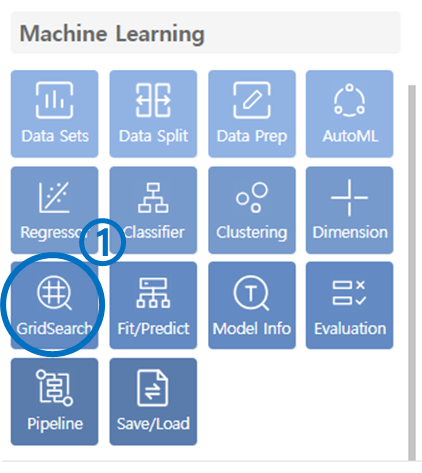 Machine Learning
Data Sets Data Split Data Prep AutoML
Regressor Classifier Clustering Dimension
①
GridSearch Fit/Predict Model Info Evaluation
Pipeline Save/Load